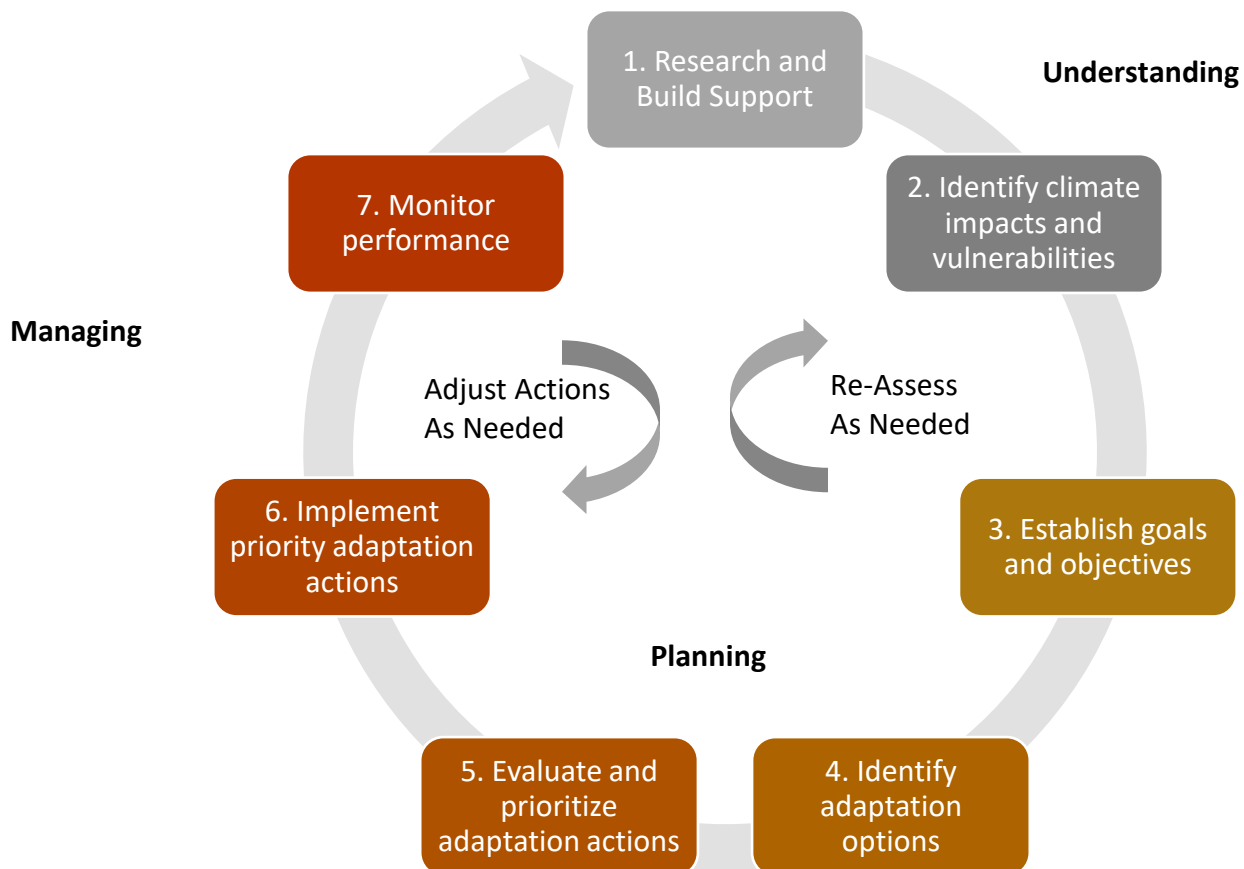 1. Research and
Build Support
Understanding
2. Identify climate
impacts and
vulnerabilities
3. Establish goals
and objectives
4. Identify
adaptation
options
5. Evaluate and
prioritize
adaptation actions
6. Implement
priority adaptation
actions
7. Monitor
performance
Managing
Planning
Adjust Actions
As Needed
Re-Assess
As Needed